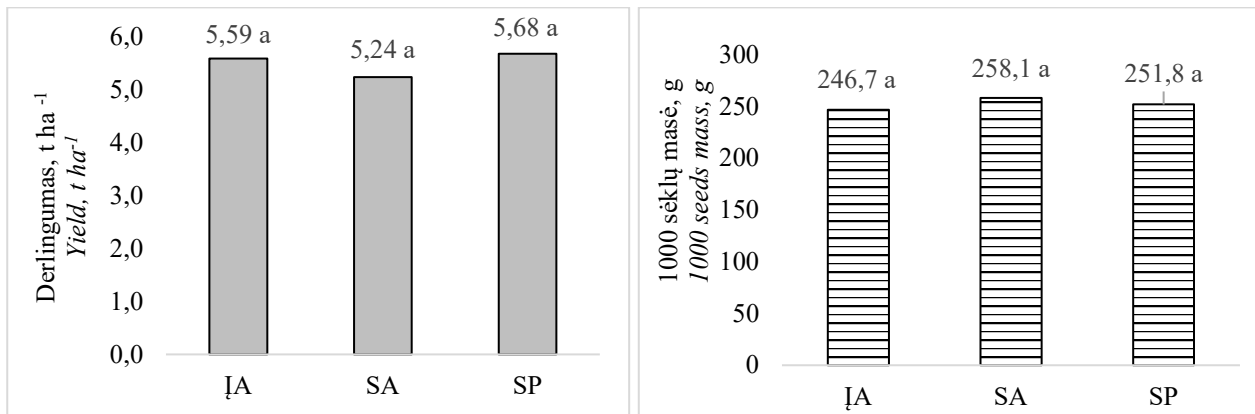 Derlingumas, t ha -1
Yield, t ha-1
6,0
5,0
4,0
3,0
2,0
1,0
0,0
5,59 a
5,24 a
5,68 a
ĮA
SA
SP
1000 sėklų masė, g
1000 seeds mass, g
300
250
200
150
100
50
0
246,7 a
258,1 a
251,8 a
ĮA
SA
SP